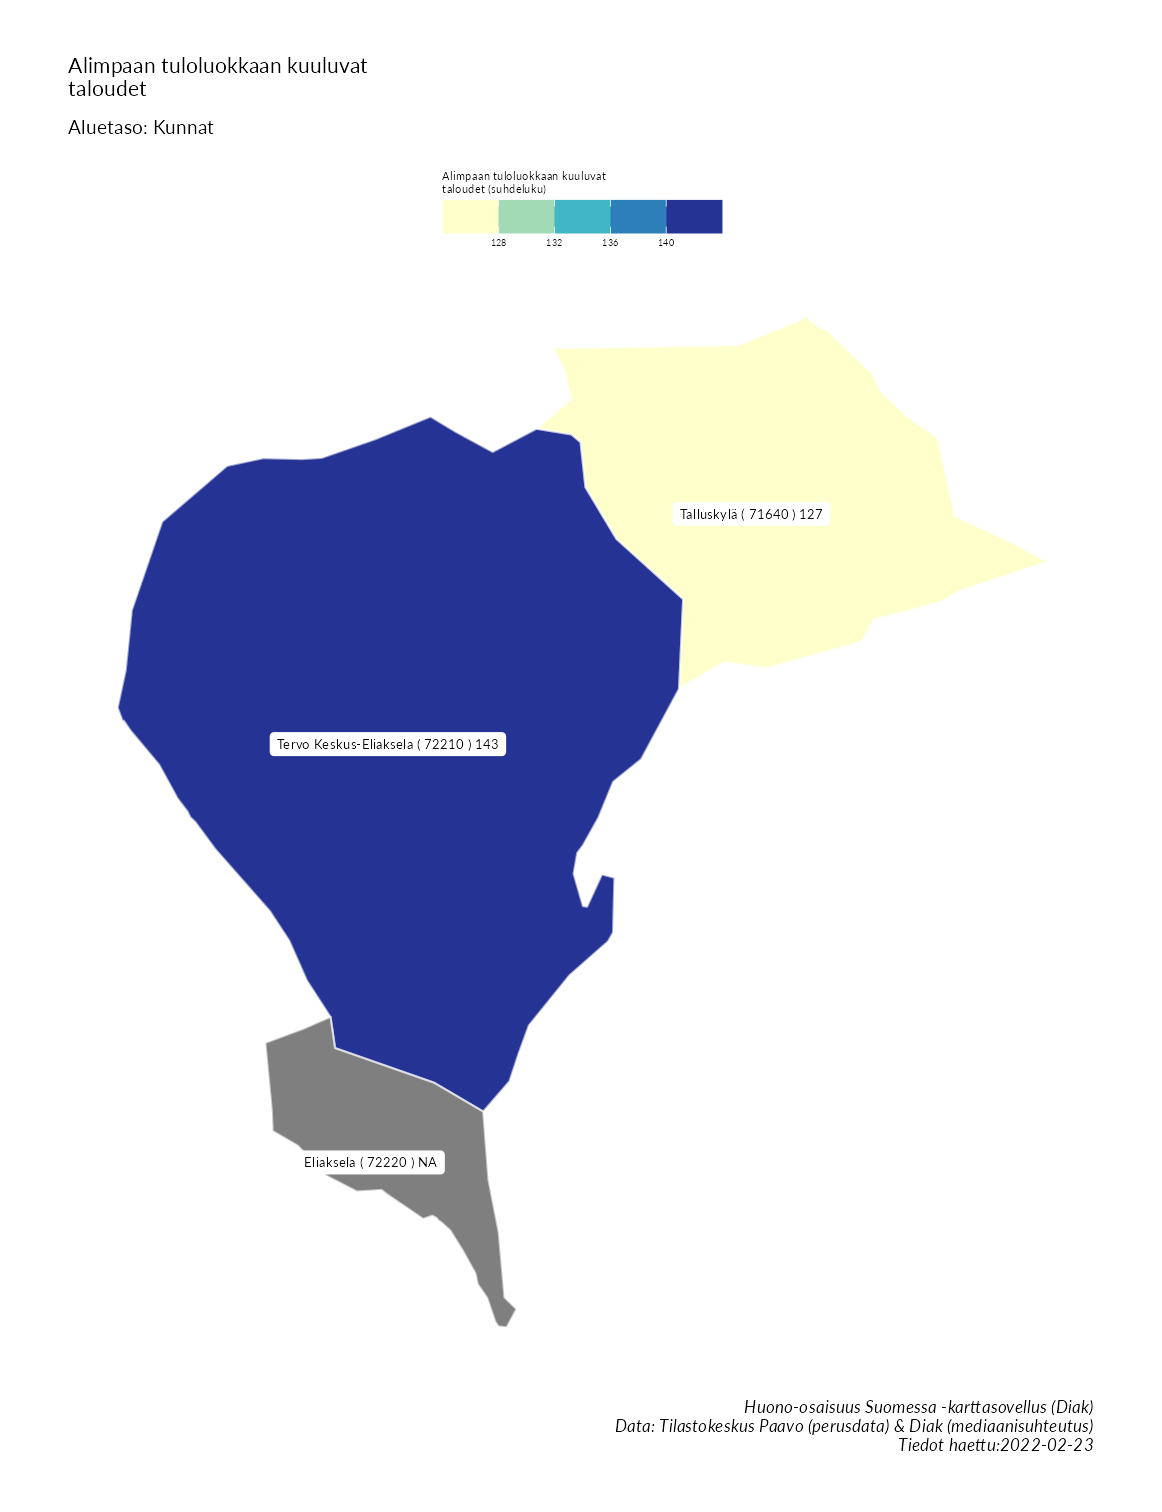 Alimpaan tuloluokkaan kuuluvat
taloudet
Aluetaso: Kunnat
Alimpaan tuloluokkaan kuuluvat
taloudet (suhdeluku)
128 132 136 140
Talluskylä ( 71640 ) 127
Tervo Keskus-Eliaksela ( 72210 ) 143
Eliaksela ( 72220 ) NA
Huono-osaisuus Suomessa -karttasovellus (Diak)
Data: Tilastokeskus Paavo (perusdata) & Diak (mediaanisuhteutus)
Tiedot haettu:2022-02-23